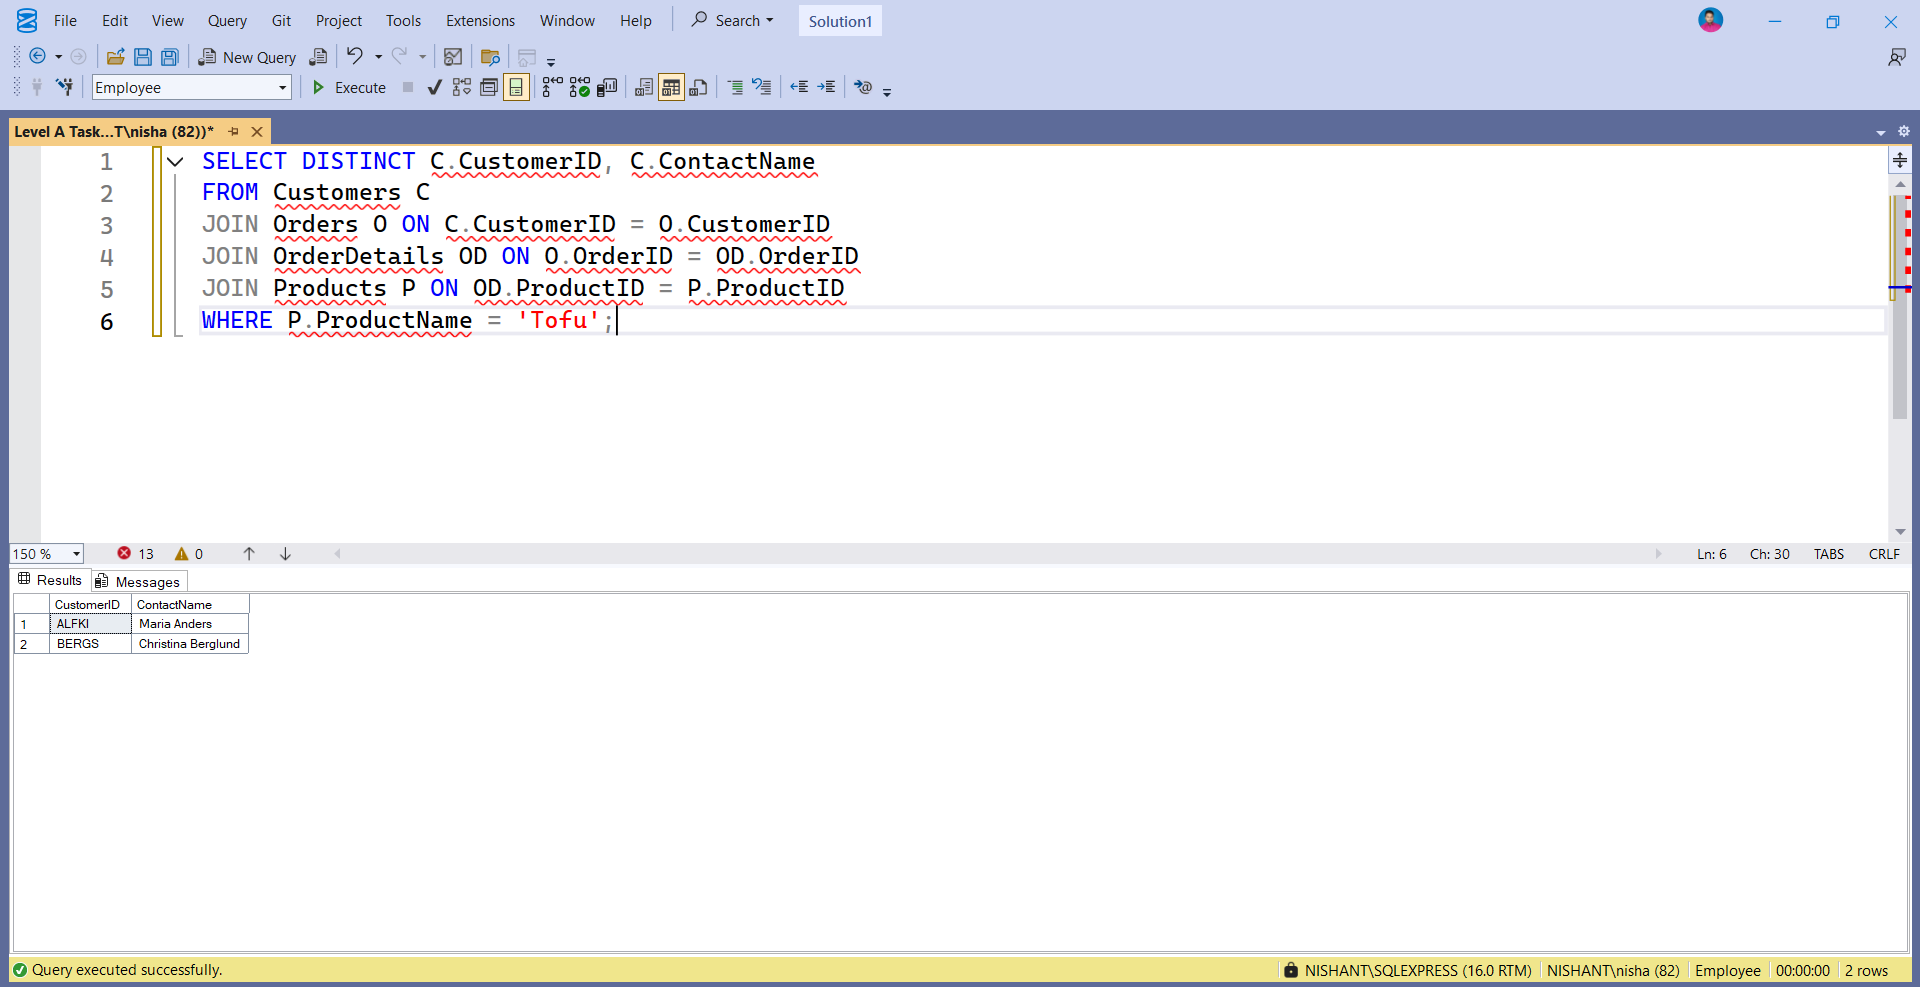 File Edit View Query Git Project Tools Extensions Window Help Search Solution1
New Query
Employee Execute
Level A Task...T\nisha (82))*
1 SELECT DISTINCT C.CustomerID, C.ContactName
2 FROM Customers C
3 JOIN Orders O ON C.CustomerID = O.CustomerID
4 JOIN OrderDetails OD ON O.OrderID = OD.OrderID
5 JOIN Products P ON OD.ProductID = P.ProductID
6 WHERE P.ProductName = 'Tofu';
150 % 13 0 Ln: 6 Ch: 30 TABS CRLF
Results Messages
CustomerID ContactName
1 ALFKI Maria Anders
2 BERGS Christina Berglund
Query executed successfully. NISHANT\SQLEXPRESS (16.0 RTM) NISHANT\nisha (82) Employee 00:00:00 2 rows